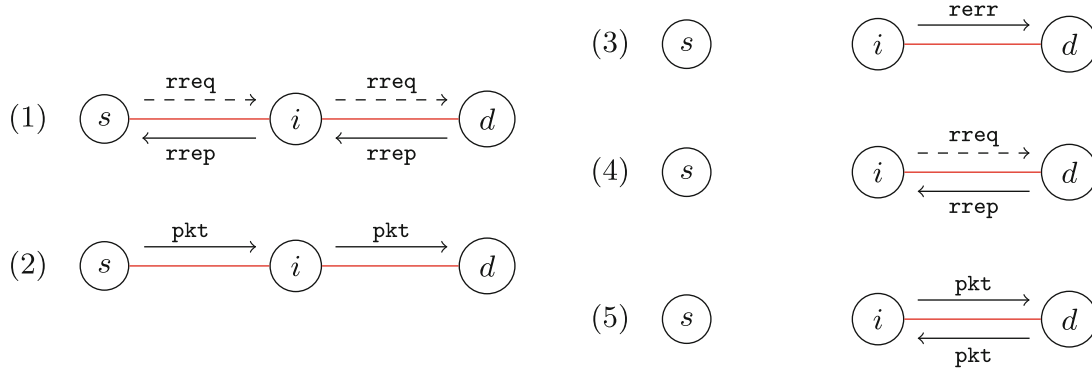 (1) s rreq rrep i rreq rrep d
(2) s pkt i pkt d
(3) s i rerr d
(4) s i rreq rrep d
(5) s i pkt pkt d